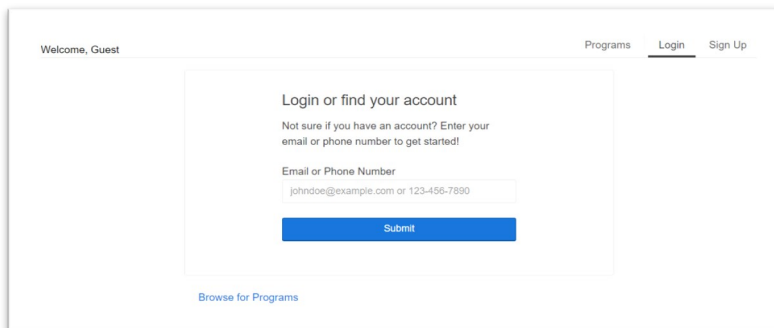 Welcome, Guest
Programs Login Sign Up
Login or find your account
Not sure if you have an account? Enter your
email or phone number to get started!
Email or Phone Number
johndoe@example.com or 123-456-7890
Submit
Browse for Programs